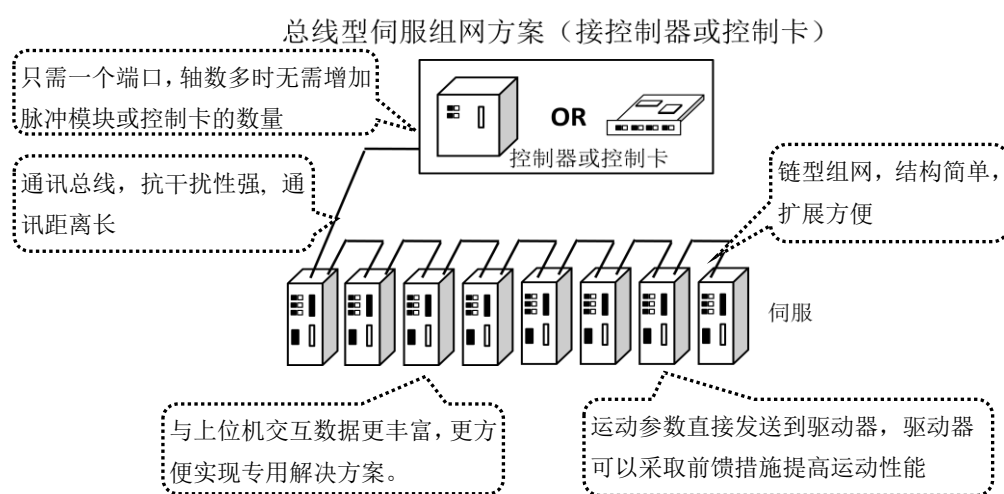 总线型伺服组网方案（接控制器或控制卡）
只需一个端口，轴数多时无需增加
脉冲模块或控制卡的数量
OR
控制器或控制卡
通讯总线，抗干扰性强, 通
讯距离长
链型组网，结构简单，
扩展方便
伺服
与上位机交互数据更丰富，更方
便实现专用解决方案。
运动参数直接发送到驱动器，驱动器
可以采取前馈措施提高运动性能